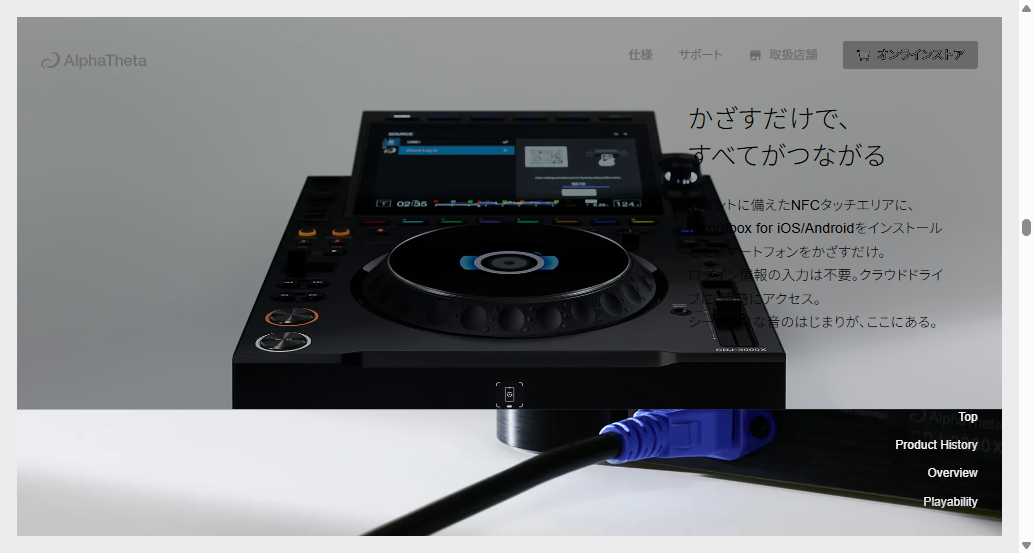 AlphaTheta
仕様
サポート
取扱店舗
オンラインストア
かざすだけで、
すべてがつながる
トに備えたNFCタッチエリアに、
box for iOS/Androidをインストール
ートフォンをかざすだけ。
情報の入力は不要。クラウドドライ
にアクセス。
な音のはじまりが、ここにある。
SOURCE
02:35
124
CDJ-3000X
Top
Product History
Overview
Playability